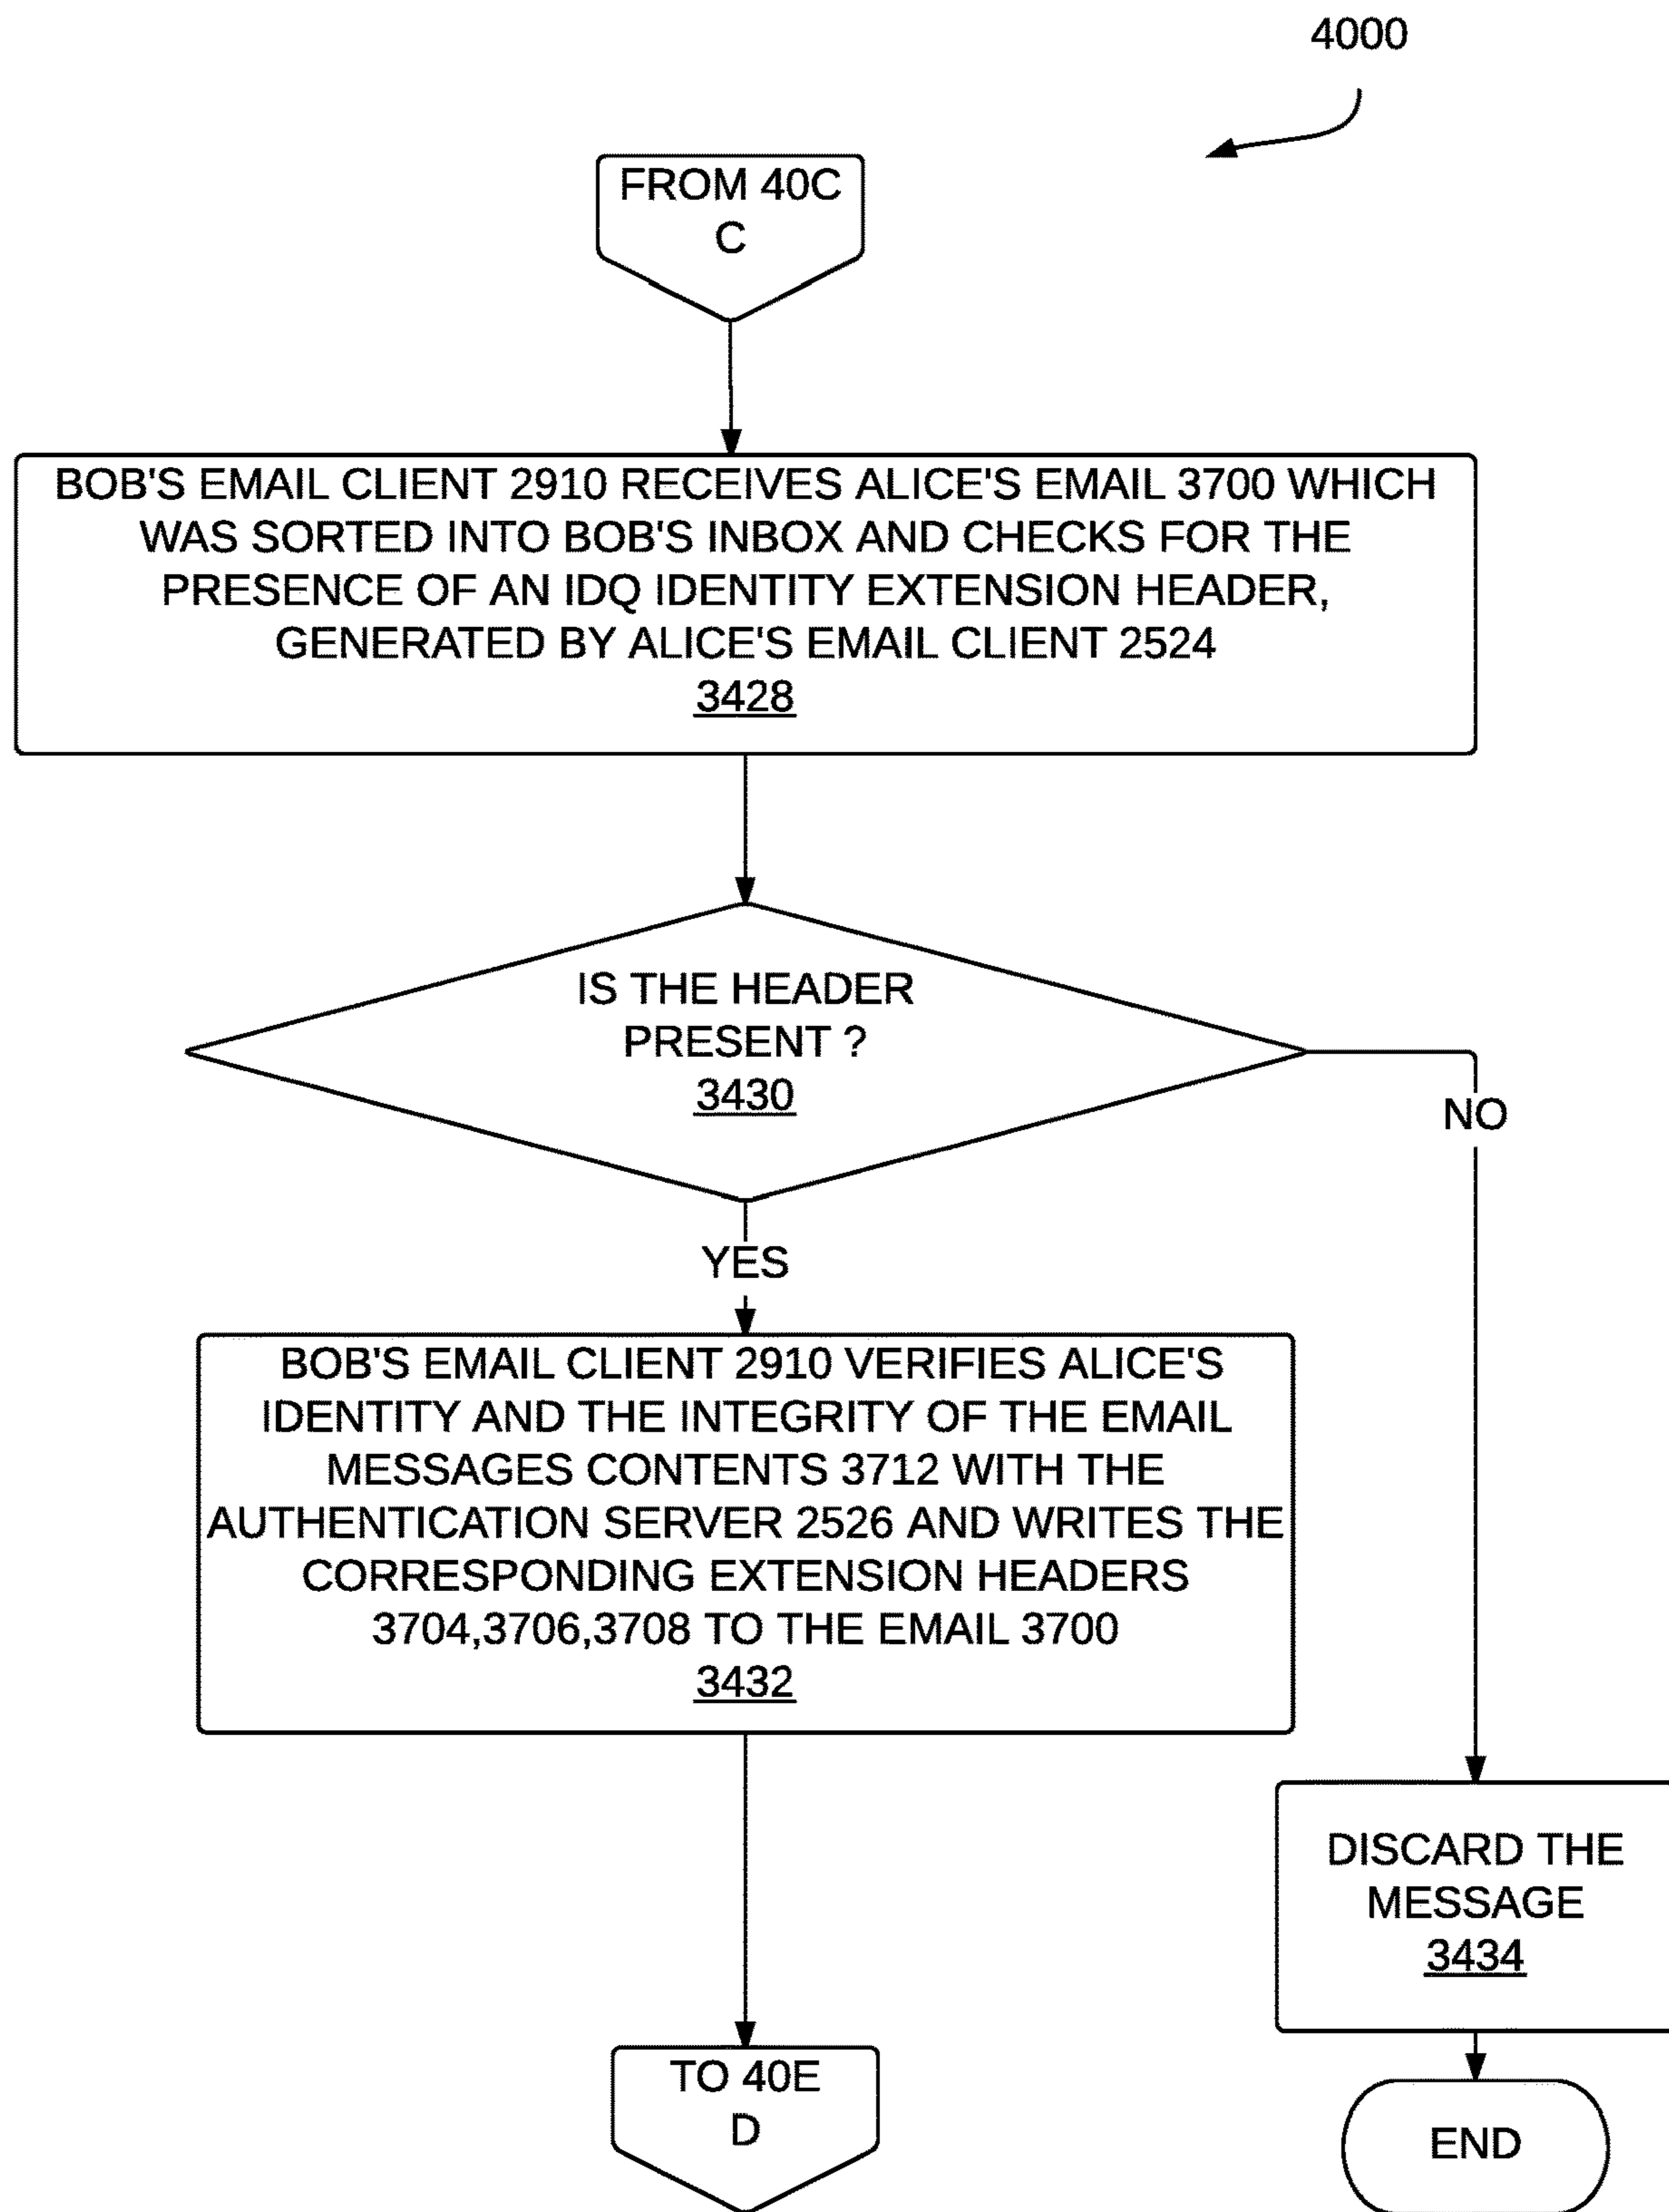 4000
FROM 40C
C
BOB'S EMAIL CLIENT 2910 RECEIVES ALICE'S EMAIL 3700 WHICH
WAS SORTED INTO BOB'S INBOX AND CHECKS FOR THE
PRESENCE OF AN IDQ IDENTITY EXTENSION HEADER,
GENERATED BY ALICE'S EMAIL CLIENT 2524
3428
IS THE HEADER
PRESENT ?
3430
NO
YES
BOB'S EMAIL CLIENT 2910 VERIFIES ALICE'S
IDENTITY AND THE INTEGRITY OF THE EMAIL
MESSAGES CONTENTS 3712 WITH THE
AUTHENTICATION SERVER 2526 AND WRITES THE
CORRESPONDING EXTENSION HEADERS
3704,3706,3708 TO THE EMAIL 3700
3432
DISCARD THE
MESSAGE
3434
TO 40E
D
END